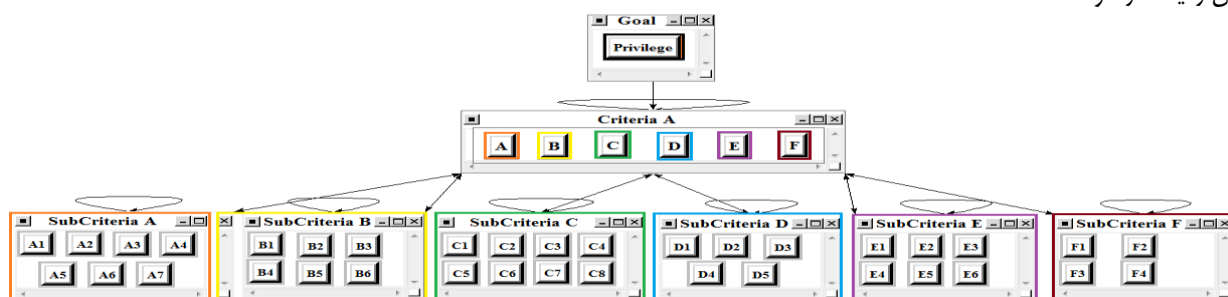 Goal
Privilege
Criteria A
A B C D E F
SubCriteria A
A1 A2 A3 A4
A5 A6 A7
SubCriteria B
B1 B2 B3
B4 B5 B6
SubCriteria C
C1 C2 C3 C4
C5 C6 C7 C8
SubCriteria D
D1 D2 D3
D4 D5
SubCriteria E
E1 E2 E3
E4 E5 E6
SubCriteria F
F1 F2
F3 F4